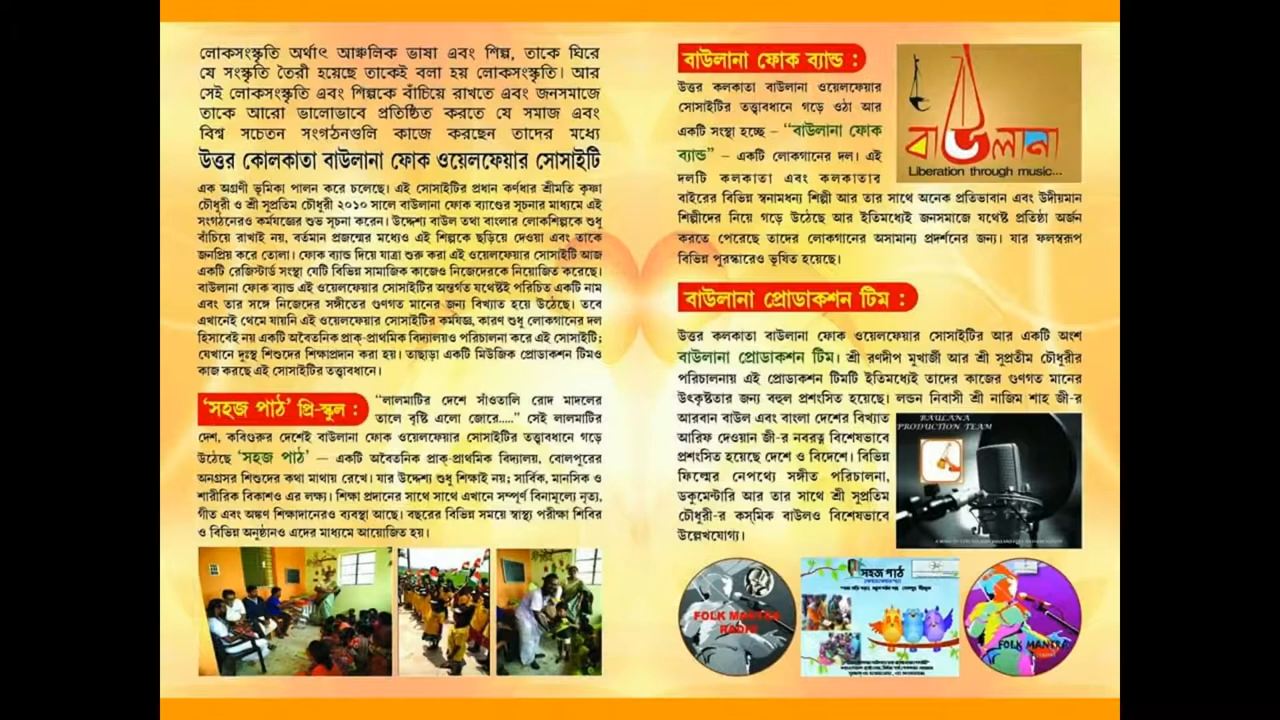 লোকসংস্কৃতি অর্থাৎ আঞ্চলিক ভাষা এবং শিল্প, তাকে ঘিরে
যে সংস্কৃতি তৈরী হয়েছে তাকেই বলা হয় লোকসংস্কৃতি। আর
সেই লোকসংস্কৃতি এবং শিল্পকে বাঁচিয়ে রাখতে এবং জনসমাজে
তাকে আরো ভালোভাবে প্রতিষ্ঠিত করতে যে সমাজ এবং
বিশ্ব সচেতন সংগঠনগুলি কাজে করছেন তাদের মধ্যে
উত্তর কোলকাতা বাউলানা ফোক ওয়েলফেয়ার সোসাইটি
এক অগ্রণী ভূমিকা পালন করে চলেছে। এই সোসাইটির প্রধান কর্ণধার শ্রীমতি কৃষ্ণা
চৌধুরী ও শ্রী সুপ্রতিম চৌধুরী ২০১০ সালে বাউলানা ফোক ব্যাণ্ডের সূচনার মাধ্যমে এই
সংগঠনেরও কর্মযজ্ঞের শুভ সূচনা করেন। উদ্দেশ্য বাউল তথা বাংলার লোকশিল্পকে শুধু
বাঁচিয়ে রাখাই নয়, বর্তমান প্রজন্মের মধ্যেও এই শিল্পকে ছড়িয়ে দেওয়া এবং তাকে
জনপ্রিয় করে তোলা। ফোক ব্যান্ড দিয়ে যাত্রা শুরু করা এই ওয়েলফেয়ার সোসাইটি আজ
একটি রেজিস্টার্ড সংস্থা যেটি বিভিন্ন সামাজিক কাজেও নিজেদেরকে নিয়োজিত করেছে।
বাউলানা ফোক ব্যান্ড এই ওয়েলফেয়ার সোসাইটির অন্তর্গত যথেষ্টই পরিচিত একটি নাম
এবং তার সঙ্গে নিজেদের সঙ্গীতের গুণগত মানের জন্য বিখ্যাত হয়ে উঠেছে। তবে
এখানেই থেমে যায়নি এই ওয়েলফেয়ার সোসাইটির কর্মযজ্ঞ, কারণ শুধু লোকগানের দল
হিসাবেই নয় একটি অবৈতনিক প্রাক্-প্রাথমিক বিদ্যালয়ও পরিচালনা করে এই সোসাইটি;
যেখানে দুঃস্থ শিশুদের শিক্ষাপ্রদান করা হয়। তাছাড়া একটি মিউজিক প্রোডাকশন টিমও
কাজ করছে এই সোসাইটির তত্ত্বাবধানে।
'সহজ পাঠ' প্রি-স্কুল :
"লালমাটির দেশে সাঁওতালি রোদ মাদলের
তালে বৃষ্টি এলো জোরে....." সেই লালমাটির
দেশ, কবিগুরুর দেশেই বাউলানা ফোক ওয়েলফেয়ার সোসাইটির তত্ত্বাবধানে গড়ে
উঠেছে 'সহজ পাঠ' — একটি অবৈতনিক প্রাক্-প্রাথমিক বিদ্যালয়, বোলপুরের
অনগ্রসর শিশুদের কথা মাথায় রেখে। যার উদ্দেশ্য শুধু শিক্ষাই নয়; সার্বিক, মানসিক ও
শারীরিক বিকাশও এর লক্ষ্য। শিক্ষা প্রদানের সাথে সাথে এখানে সম্পূর্ণ বিনামূল্যে নৃত্য,
গীত এবং অঙ্কণ শিক্ষাদানেরও ব্যবস্থা আছে। বছরের বিভিন্ন সময়ে স্বাস্থ্য পরীক্ষা শিবির
ও বিভিন্ন অনুষ্ঠানও এদের মাধ্যমে আয়োজিত হয়।
বাউলানা ফোক ব্যান্ড :
উত্তর কলকাতা বাউলানা ওয়েলফেয়ার
সোসাইটির তত্ত্বাবধানে গড়ে ওঠা আর
একটি সংস্থা হচ্ছে – "বাউলানা ফোক
ব্যান্ড" – একটি লোকগানের দল। এই
দলটি কলকাতা এবং কলকাতার
বাইরের বিভিন্ন স্বনামধন্য শিল্পী আর তার সাথে অনেক প্রতিভাবান এবং উদীয়মান
শিল্পীদের নিয়ে গড়ে উঠেছে আর ইতিমধ্যেই জনসমাজে যথেষ্ট প্রতিষ্ঠা অর্জন
করতে পেরেছে তাদের লোকগানের অসামান্য প্রদর্শনের জন্য। যার ফলস্বরূপ
বিভিন্ন পুরস্কারেও ভূষিত হয়েছে।
বাউলানা
Liberation through music...
বাউলানা প্রোডাকশন টিম :
উত্তর কলকাতা বাউলানা ফোক ওয়েলফেয়ার সোসাইটির আর একটি অংশ
বাউলানা প্রোডাকশন টিম। শ্রী রণদীপ মুখার্জী আর শ্রী সুপ্রতীম চৌধুরীর
পরিচালনায় এই প্রোডাকশন টিমটি ইতিমধ্যেই তাদের কাজের গুণগত মানের
উৎকৃষ্টতার জন্য বহুল প্রশংসিত হয়েছে। লন্ডন নিবাসী শ্রী নাজিম শাহ জী-র
আরবান বাউল এবং বাংলা দেশের বিখ্যাত
আরিফ দেওয়ান জী-র নবরত্ন বিশেষভাবে
প্রশংসিত হয়েছে দেশে ও বিদেশে। বিভিন্ন
ফিল্মের নেপথ্যে সঙ্গীত পরিচালনা,
ডকুমেন্টারি আর তার সাথে শ্রী সুপ্রতিম
চৌধুরী-র কস্‌মিক বাউলও বিশেষভাবে
উল্লেখযোগ্য।
BAULANA
PRODUCTION TEAM
FOLK MANTRA
RADIO
সহজ পাঠ
FOLK MANTRA